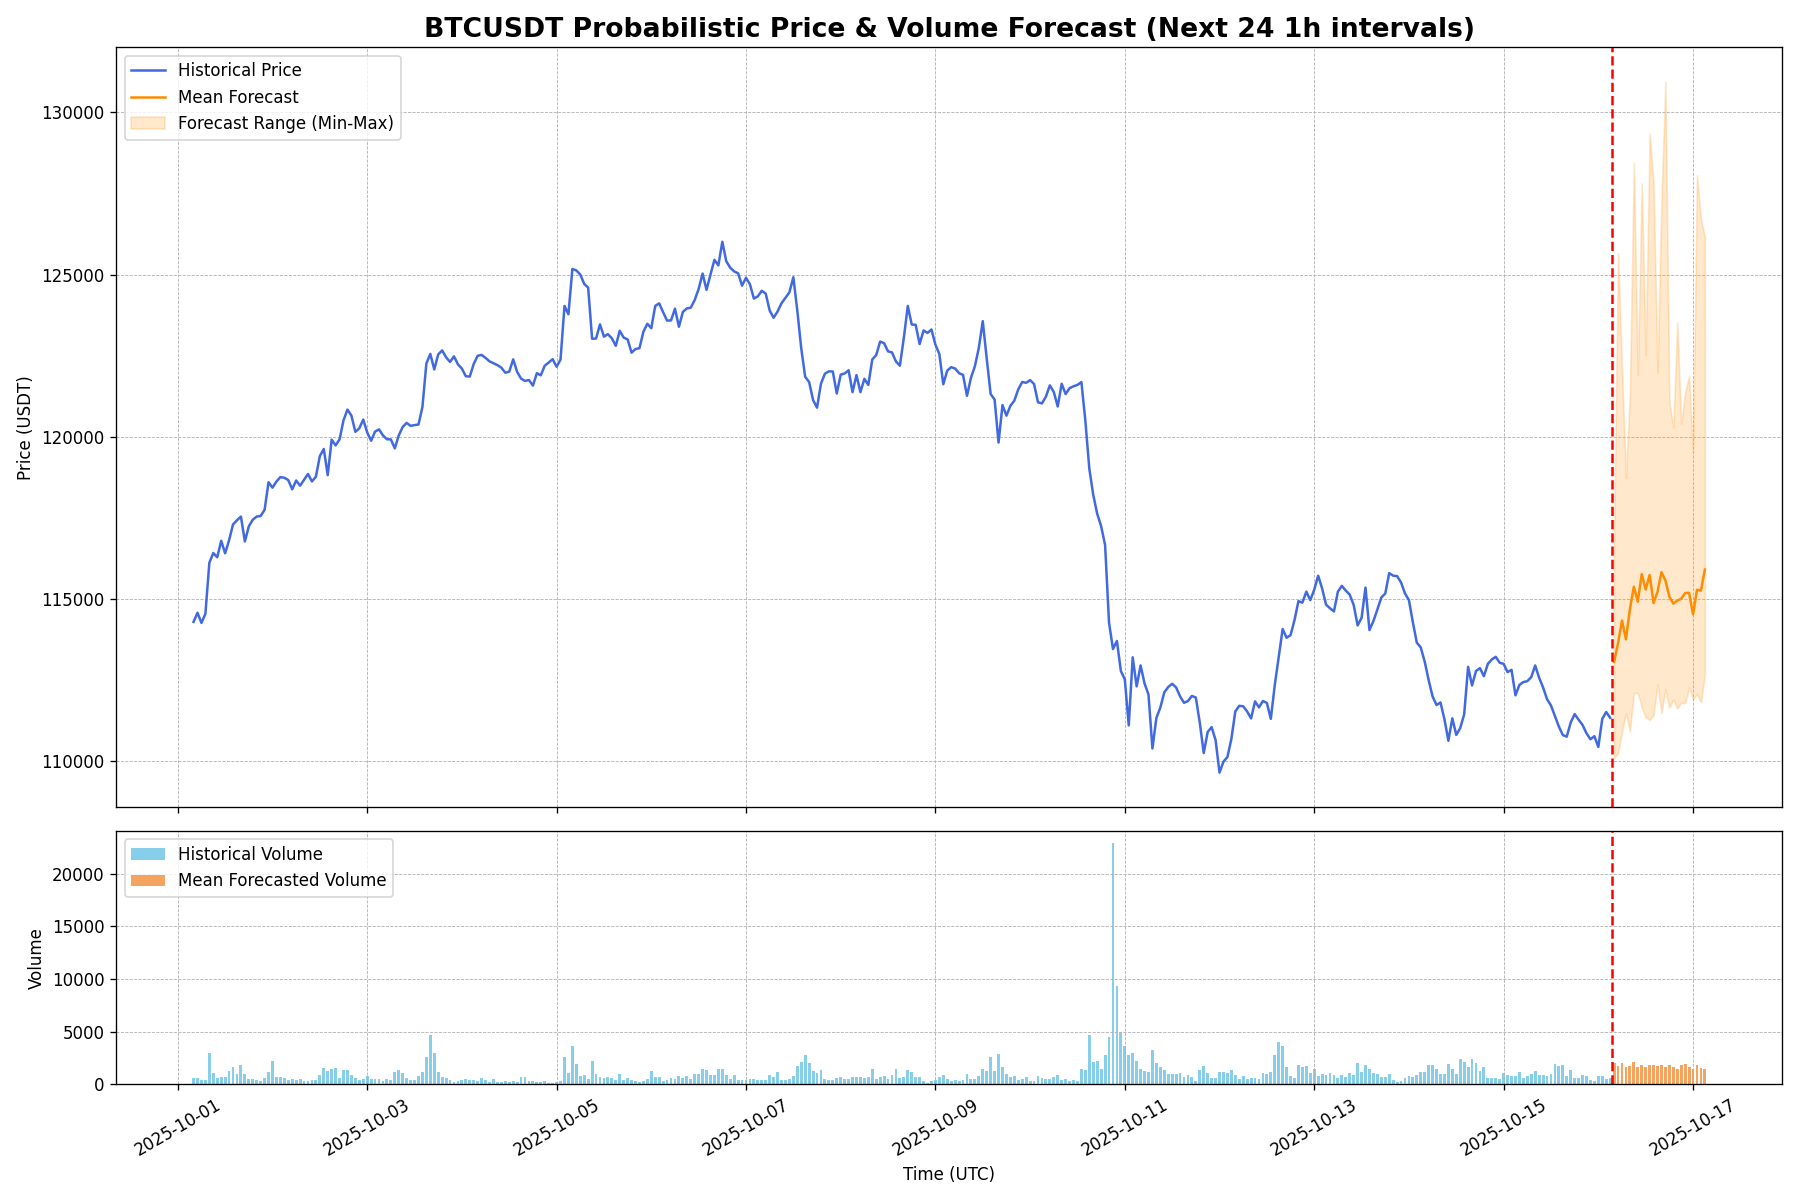 BTCUSDT Probabilistic Price & Volume Forecast (Next 24 1h intervals)
Historical Price
Mean Forecast
Forecast Range (Min-Max)
130000
125000
120000
115000
110000
Price (USDT)
Historical Volume
Mean Forecasted Volume
20000
15000
10000
5000
0
Volume
2025-10-01
2025-10-03
2025-10-05
2025-10-07
2025-10-09
2025-10-11
2025-10-13
2025-10-15
2025-10-17
Time (UTC)